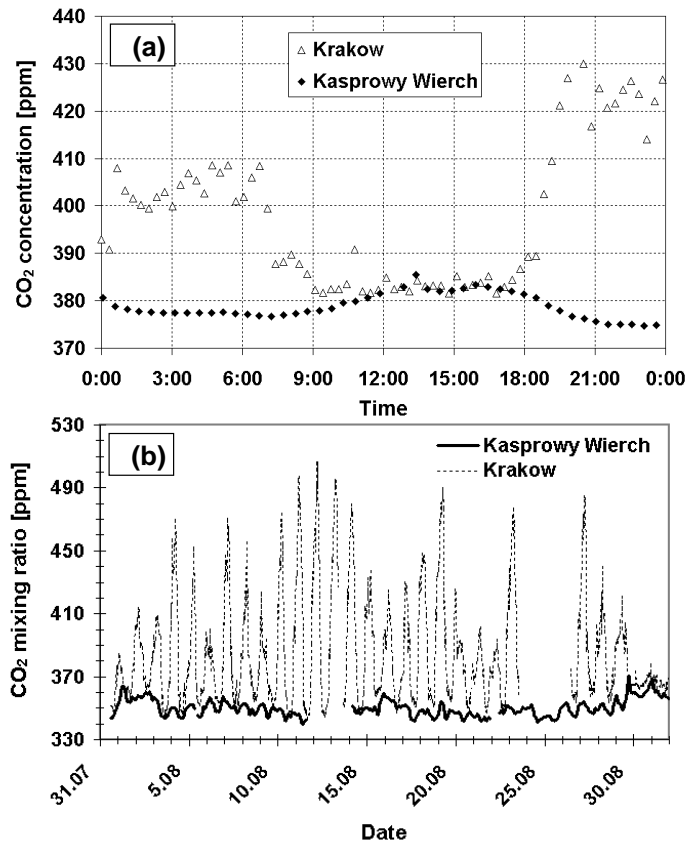 440
430
420
410
400
390
380
370
CO₂ concentration [ppm]
(a)
Krakow
Kasprowy Wierch
0:00 3:00 6:00 9:00 12:00 15:00 18:00 21:00 0:00
Time
530
490
450
410
370
330
CO₂ mixing ratio [ppm]
(b)
Kasprowy Wierch
Krakow
31.07 5.08 10.08 15.08 20.08 25.08 30.08
Date